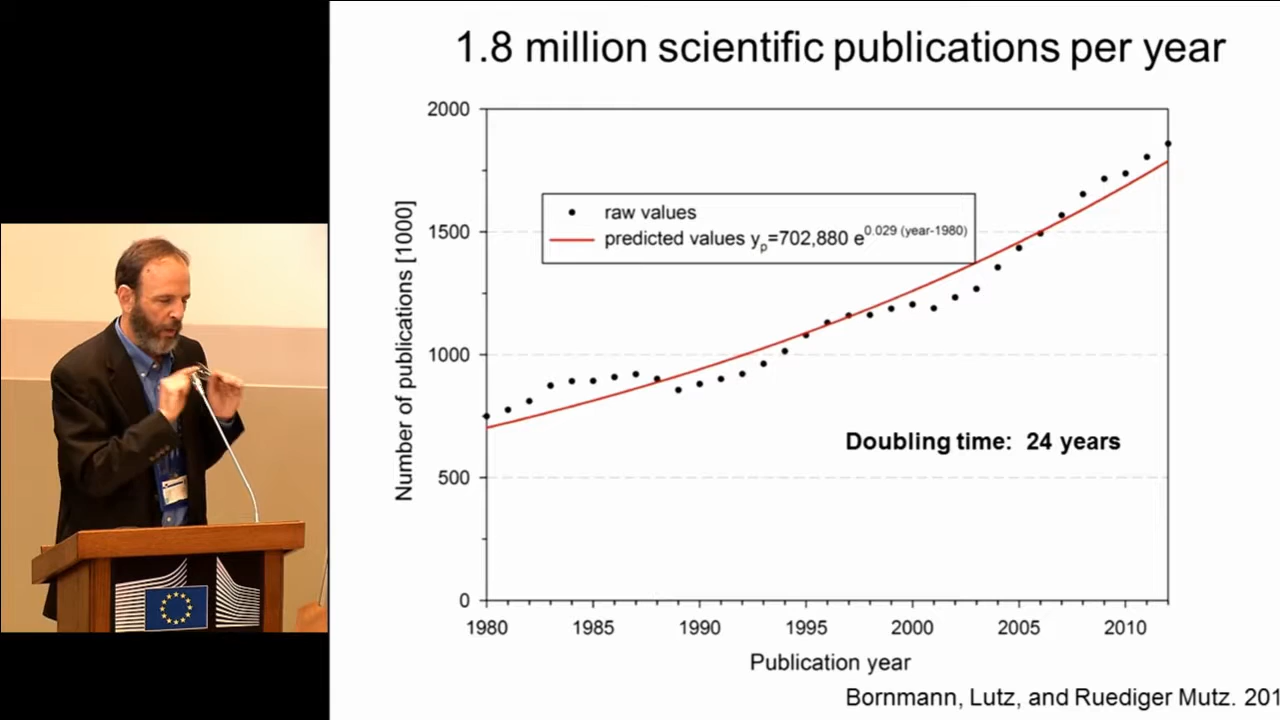 1.8 million scientific publications per year
2000
1500
1000
500
0
Number of publications [1000]
raw values
predicted values yp=702,880 e0.029 (year-1980)
Doubling time: 24 years
1980 1985 1990 1995 2000 2005 2010
Publication year
Bornmann, Lutz, and Ruediger Mutz. 201